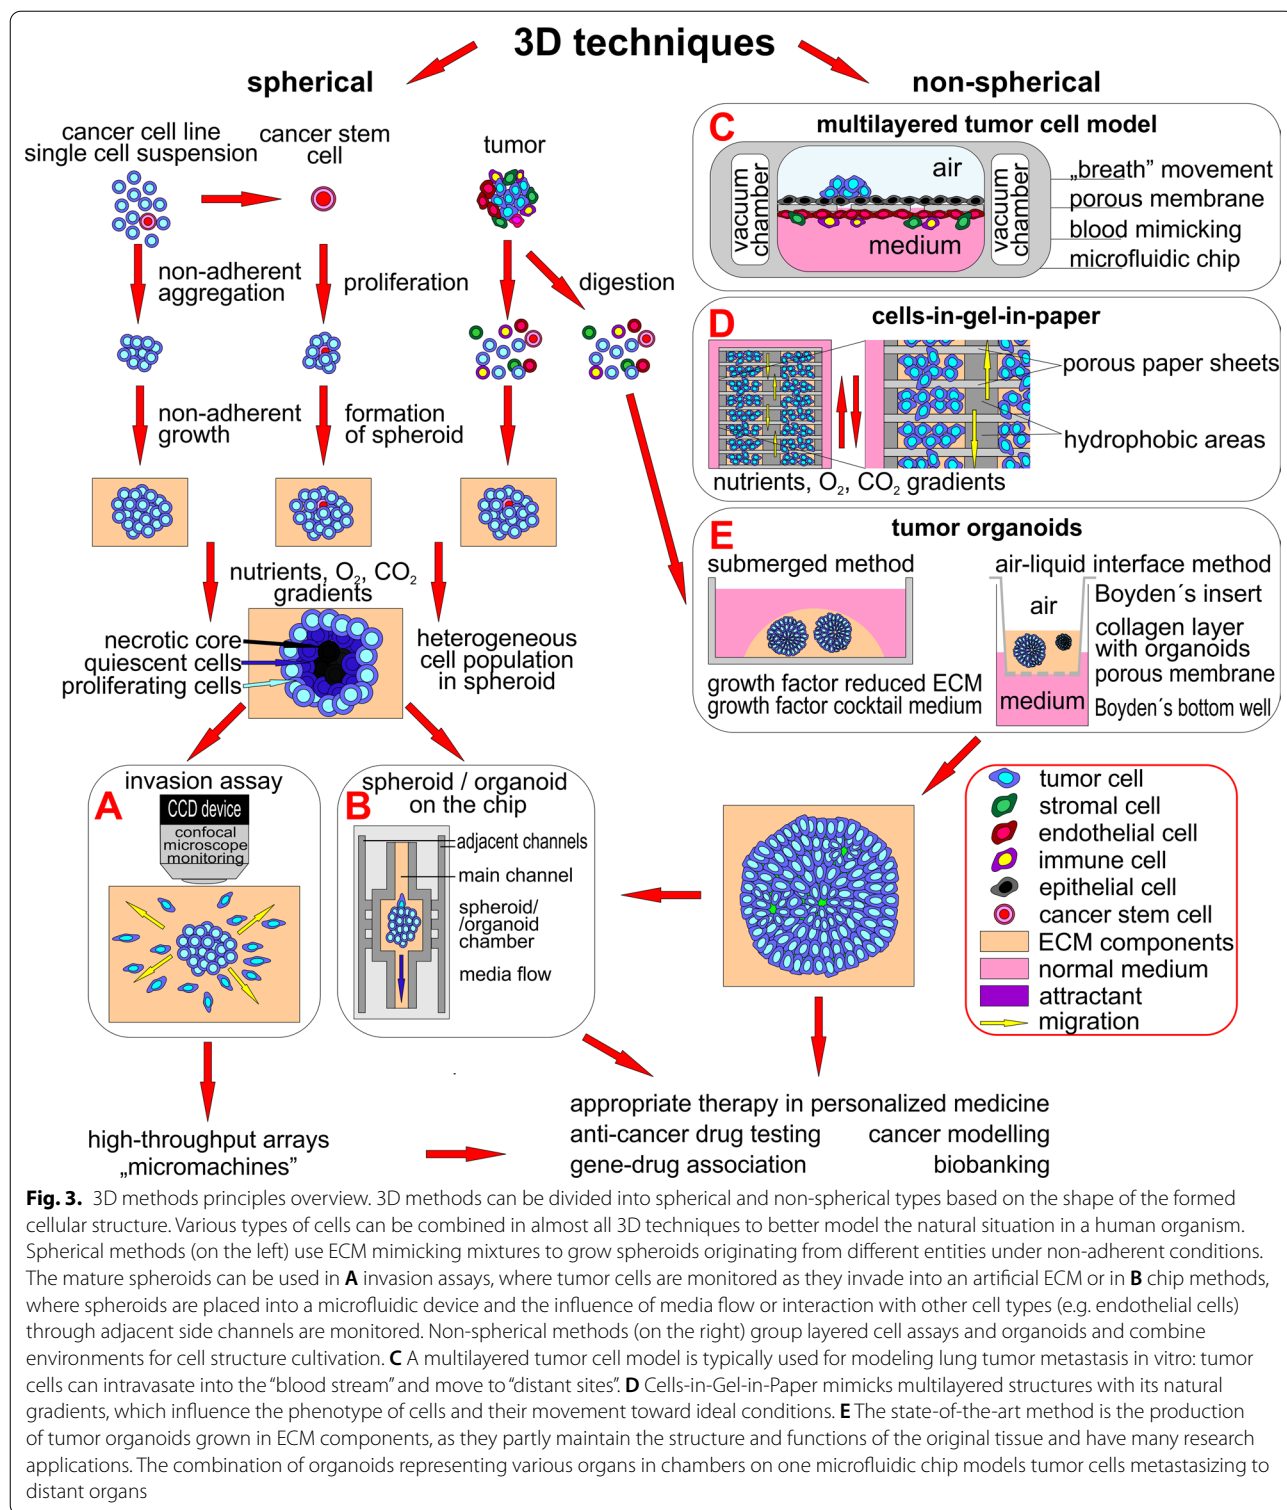 3D techniques
spherical
non-spherical
cancer cell line
single cell suspension
cancer stem
cell
tumor
non-adherent
aggregation
proliferation
digestion
non-adherent
growth
formation
of spheroid
nutrients, O₂, CO₂
gradients
necrotic core
quiescent cells
proliferating cells
heterogeneous
cell population
in spheroid
C
multilayered tumor cell model
vacuum
chamber
air
medium
vacuum
chamber
„breath” movement
porous membrane
blood mimicking
microfluidic chip
D
cells-in-gel-in-paper
porous paper sheets
hydrophobic areas
nutrients, O₂, CO₂ gradients
E
tumor organoids
submerged method
growth factor reduced ECM
growth factor cocktail medium
air-liquid interface method
air
medium
Boyden´s insert
collagen layer
with organoids
porous membrane
Boyden´s bottom well
A
invasion assay
CCD device
confocal
microscope
monitoring
B
spheroid / organoid
on the chip
adjacent channels
main channel
spheroid/
/organoid
chamber
media flow
tumor cell
stromal cell
endothelial cell
immune cell
epithelial cell
cancer stem cell
ECM components
normal medium
attractant
migration
high-throughput arrays
„micromachines”
appropriate therapy in personalized medicine
anti-cancer drug testing cancer modelling
gene-drug association biobanking
Fig. 3. 3D methods principles overview. 3D methods can be divided into spherical and non-spherical types based on the shape of the formed
cellular structure. Various types of cells can be combined in almost all 3D techniques to better model the natural situation in a human organism.
Spherical methods (on the left) use ECM mimicking mixtures to grow spheroids originating from different entities under non-adherent conditions.
The mature spheroids can be used in A invasion assays, where tumor cells are monitored as they invade into an artificial ECM or in B chip methods,
where spheroids are placed into a microfluidic device and the influence of media flow or interaction with other cell types (e.g. endothelial cells)
through adjacent side channels are monitored. Non-spherical methods (on the right) group layered cell assays and organoids and combine
environments for cell structure cultivation. C A multilayered tumor cell model is typically used for modeling lung tumor metastasis in vitro: tumor
cells can intravasate into the “blood stream” and move to “distant sites”. D Cells-in-Gel-in-Paper mimicks multilayered structures with its natural
gradients, which influence the phenotype of cells and their movement toward ideal conditions. E The state-of-the-art method is the production
of tumor organoids grown in ECM components, as they partly maintain the structure and functions of the original tissue and have many research
applications. The combination of organoids representing various organs in chambers on one microfluidic chip models tumor cells metastasizing to
distant organs